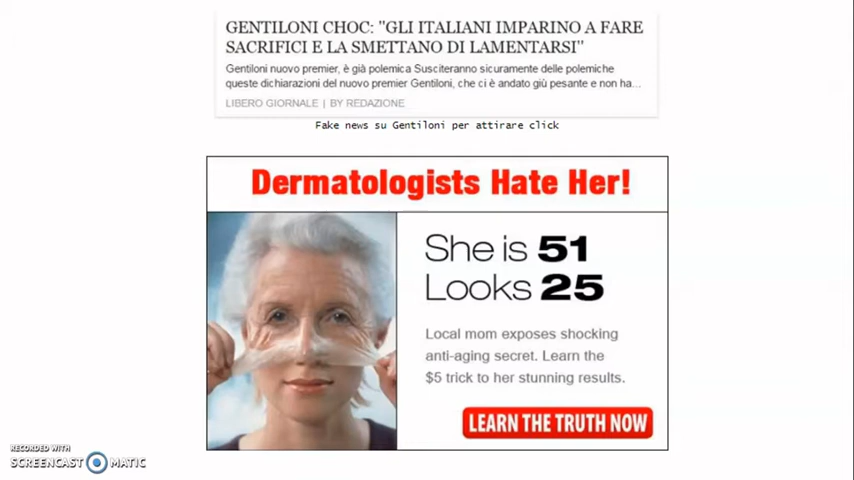 GENTILONI CHOC: "GLI ITALIANI IMPARINO A FARE
SACRIFICI E LA SMETTANO DI LAMENTARSI"
Gentiloni nuovo premier, è già polemica Susciteranno sicuramente delle polemiche
queste dichiarazioni del nuovo premier Gentiloni, che ci è andato giù pesante e non ha...
LIBERO GIORNALE | BY REDAZIONE
Fake news su Gentiloni per attirare click
Dermatologists Hate Her!
She is 51
Looks 25
Local mom exposes shocking
anti-aging secret. Learn the
$5 trick to her stunning results.
LEARN THE TRUTH NOW
RECORDED WITH
SCREENCAST MATIC